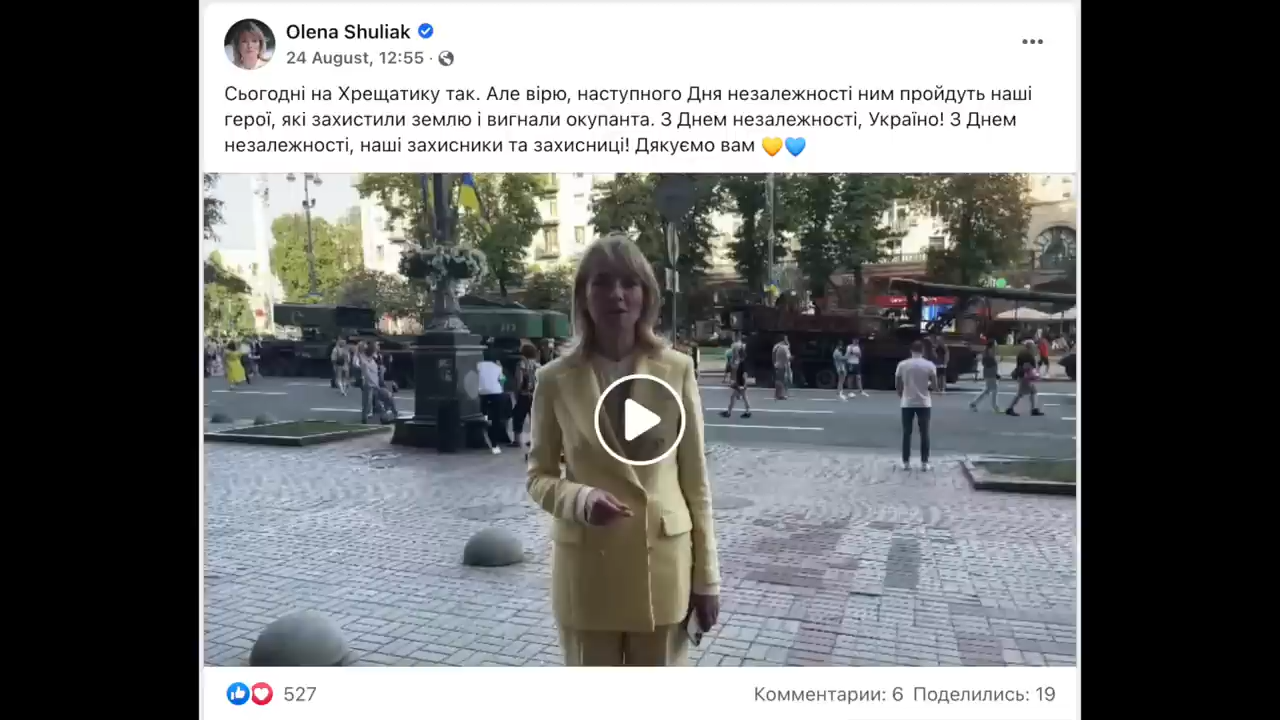 Olena Shuliak
24 August, 12:55 ·
Сьогодні на Хрещатику так. Але вірю, наступного Дня незалежності ним пройдуть наші
герої, які захистили землю і вигнали окупанта. З Днем незалежності, Україно! З Днем
незалежності, наші захисники та захисниці! Дякуємо вам 💛💙
527
Комментарии: 6 Поделились: 19